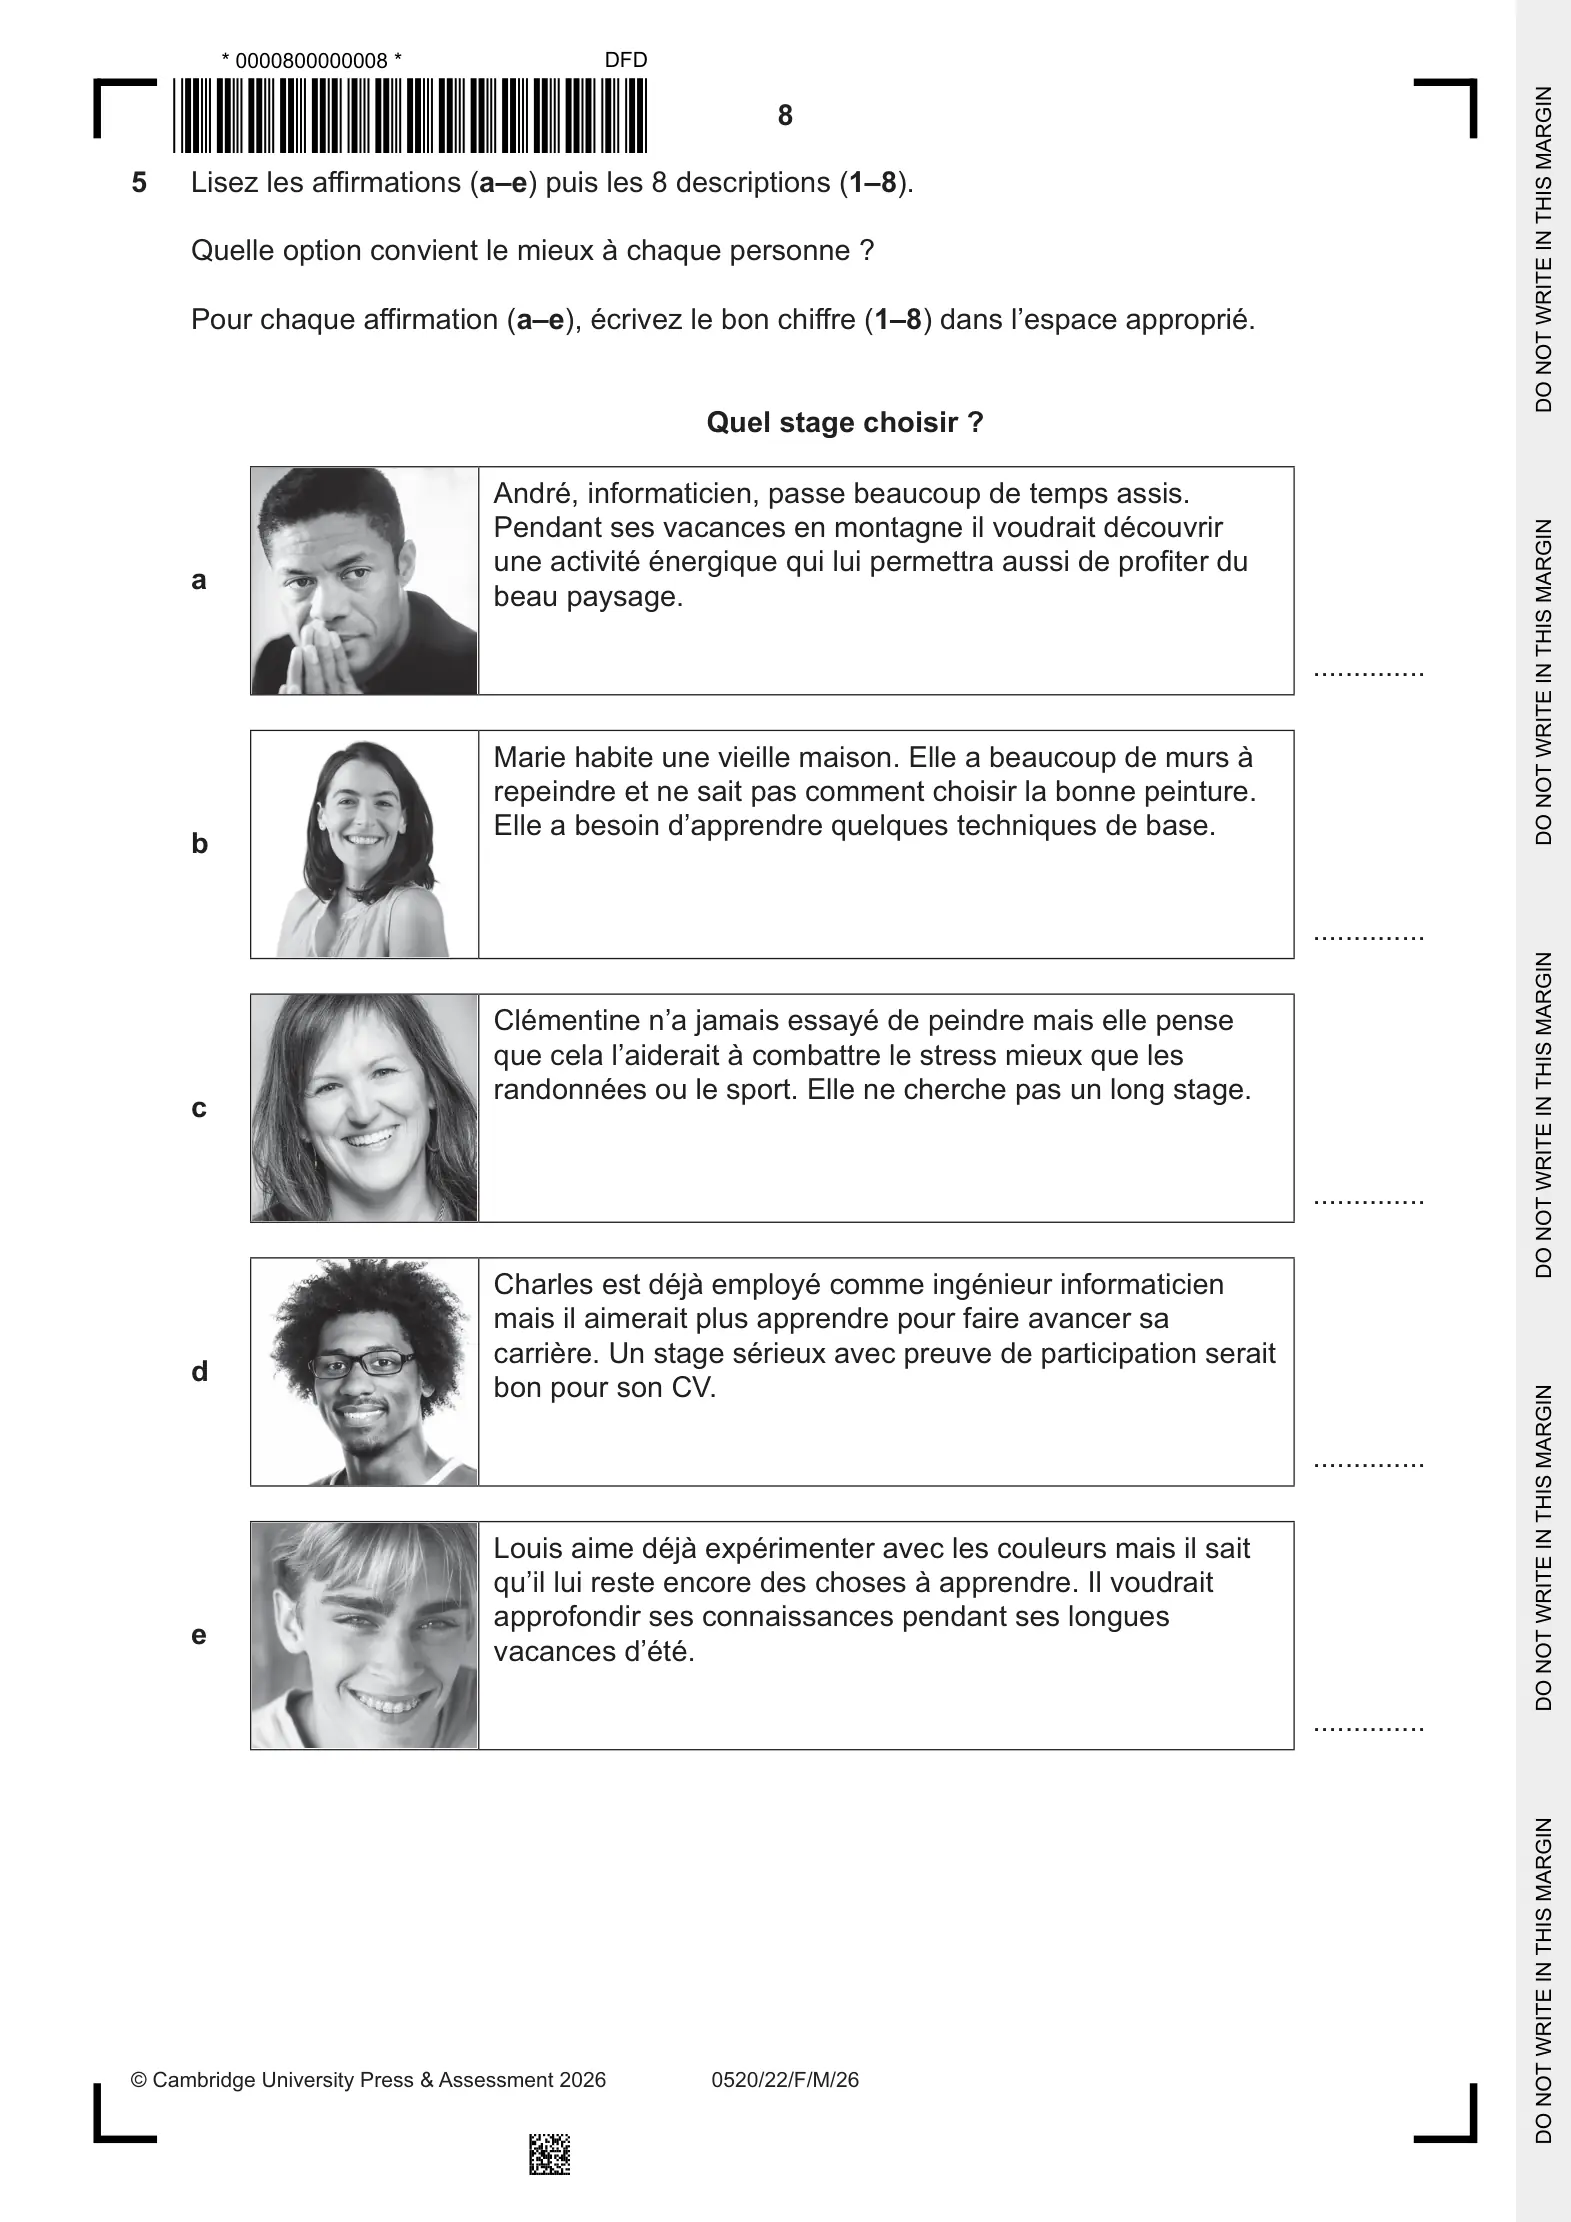 * 0000800000008 *
DFD
8
5 Lisez les affirmations (a–e) puis les 8 descriptions (1–8).
Quelle option convient le mieux à chaque personne ?
Pour chaque affirmation (a–e), écrivez le bon chiffre (1–8) dans l’espace approprié.
Quel stage choisir ?
a
André, informaticien, passe beaucoup de temps assis.
Pendant ses vacances en montagne il voudrait découvrir
une activité énergique qui lui permettra aussi de profiter du
beau paysage.
..............
b
Marie habite une vieille maison. Elle a beaucoup de murs à
repeindre et ne sait pas comment choisir la bonne peinture.
Elle a besoin d’apprendre quelques techniques de base.
..............
c
Clémentine n’a jamais essayé de peindre mais elle pense
que cela l’aiderait à combattre le stress mieux que les
randonnées ou le sport. Elle ne cherche pas un long stage.
..............
d
Charles est déjà employé comme ingénieur informaticien
mais il aimerait plus apprendre pour faire avancer sa
carrière. Un stage sérieux avec preuve de participation serait
bon pour son CV.
..............
e
Louis aime déjà expérimenter avec les couleurs mais il sait
qu’il lui reste encore des choses à apprendre. Il voudrait
approfondir ses connaissances pendant ses longues
vacances d’été.
..............
© Cambridge University Press & Assessment 2026
0520/22/F/M/26
DO NOT WRITE IN THIS MARGIN
DO NOT WRITE IN THIS MARGIN
DO NOT WRITE IN THIS MARGIN
DO NOT WRITE IN THIS MARGIN
DO NOT WRITE IN THIS MARGIN